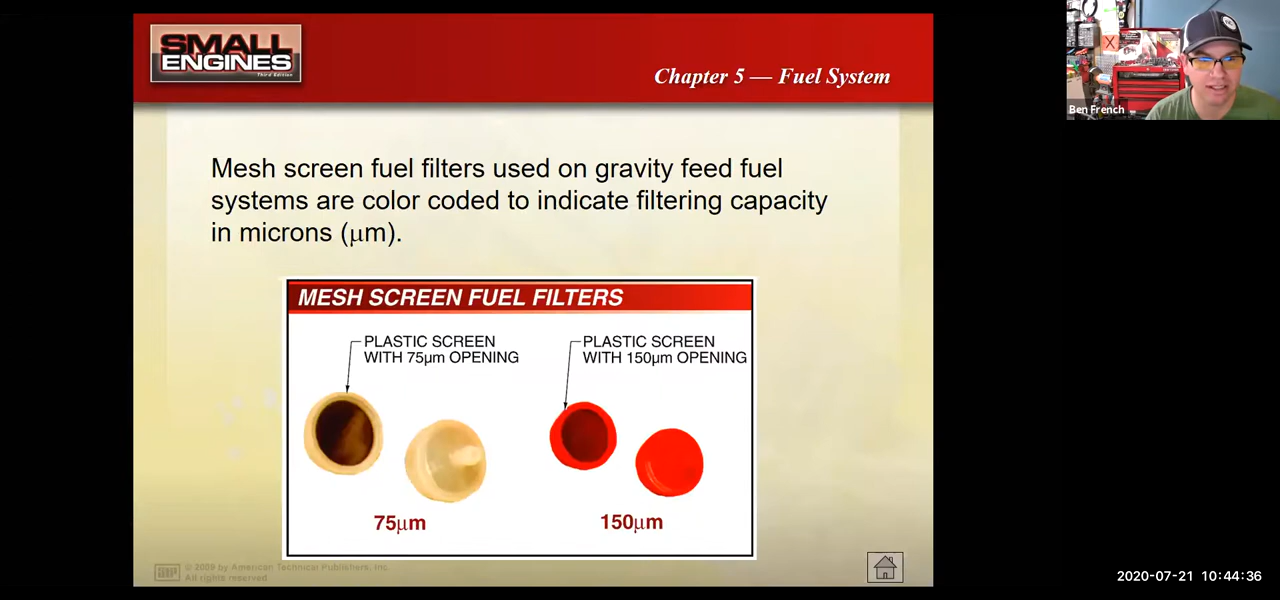 SMALL
ENGINES
Third Edition
Chapter 5 — Fuel System
Ben French
Mesh screen fuel filters used on gravity feed fuel
systems are color coded to indicate filtering capacity
in microns (μm).
MESH SCREEN FUEL FILTERS
PLASTIC SCREEN
WITH 75μm OPENING
PLASTIC SCREEN
WITH 150μm OPENING
75μm
150μm
atp
© 2009 by American Technical Publishers, Inc.
All rights reserved
2020-07-21 10:44:36